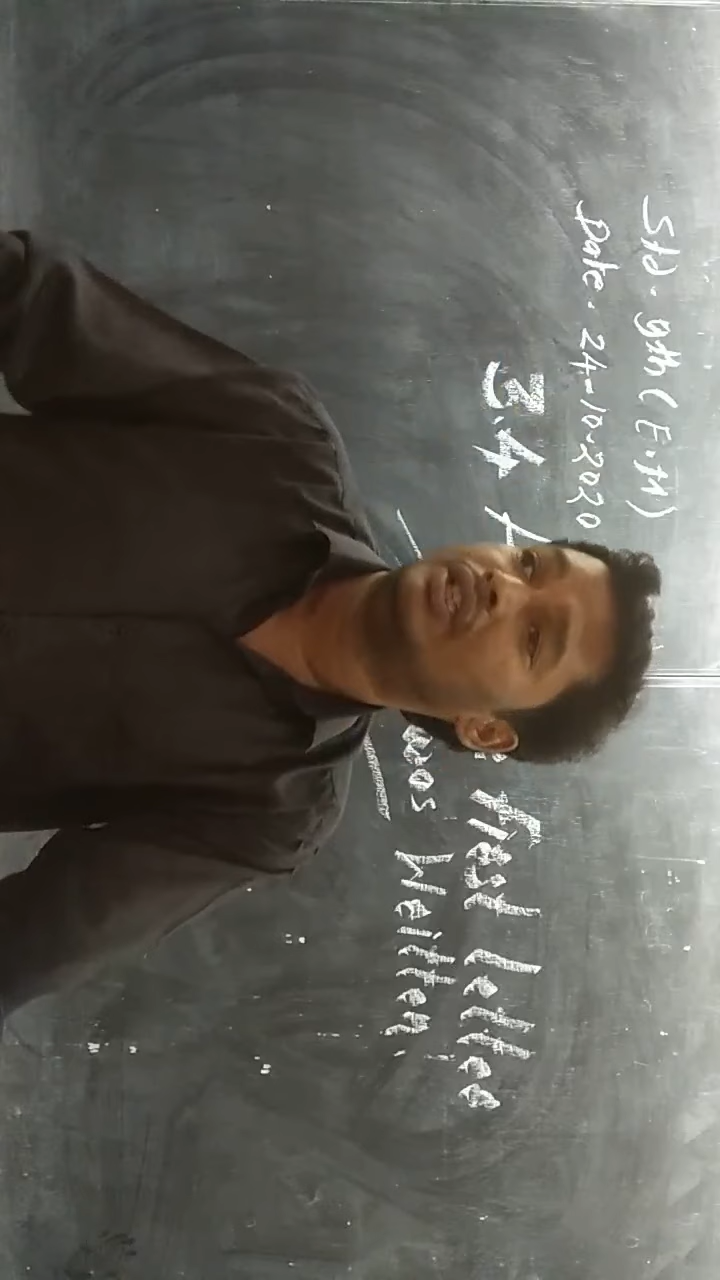 Std. 9th (E.M)
Date. 24-10-2020
3.4 first letter
was Written.